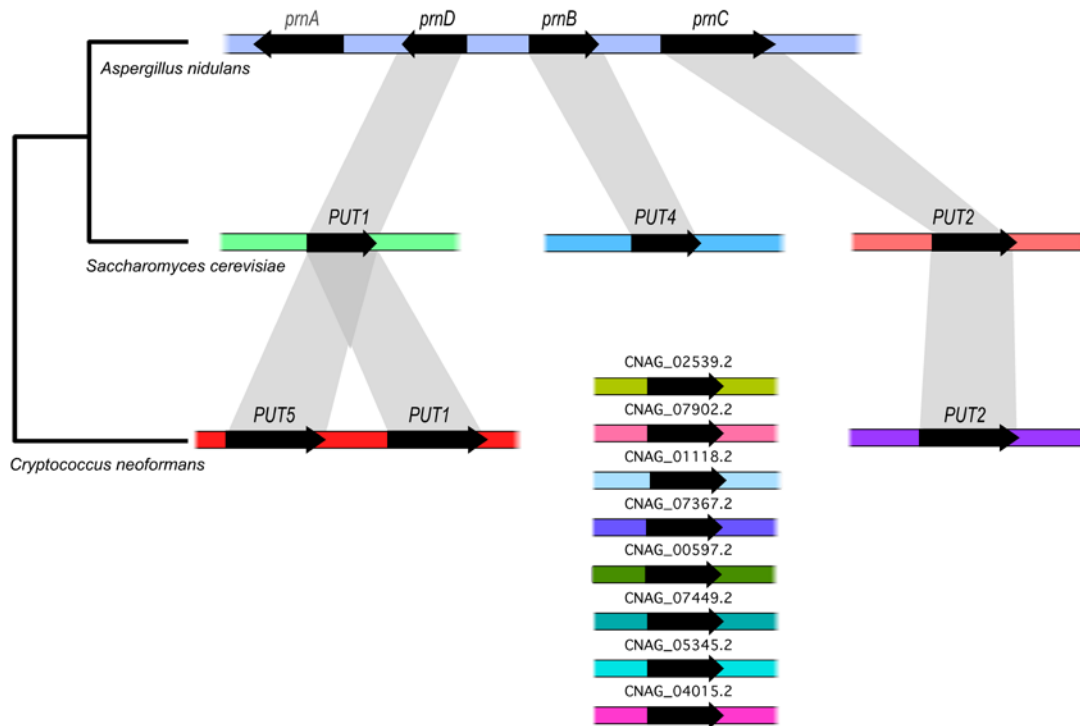 prnA prnD prnB prnC
Aspergillus nidulans
PUT1 PUT4 PUT2
Saccharomyces cerevisiae
CNAG_02539.2
CNAG_07902.2
PUT5 PUT1 PUT2
CNAG_01118.2
Cryptococcus neoformans
CNAG_07367.2
CNAG_00597.2
CNAG_07449.2
CNAG_05345.2
CNAG_04015.2